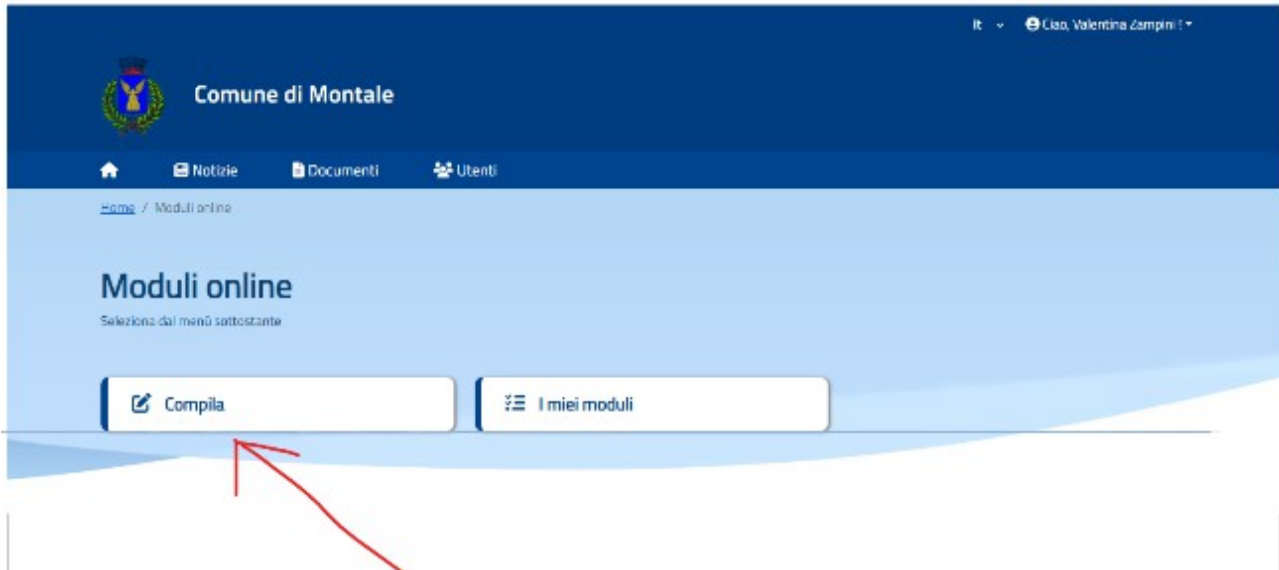 It
Ciao, Valentina Zampini !
Comune di Montale
Notizie Documenti Utenti
Home / Moduli online
Moduli online
Seleziona dal menù sottostante
Compila I miei moduli